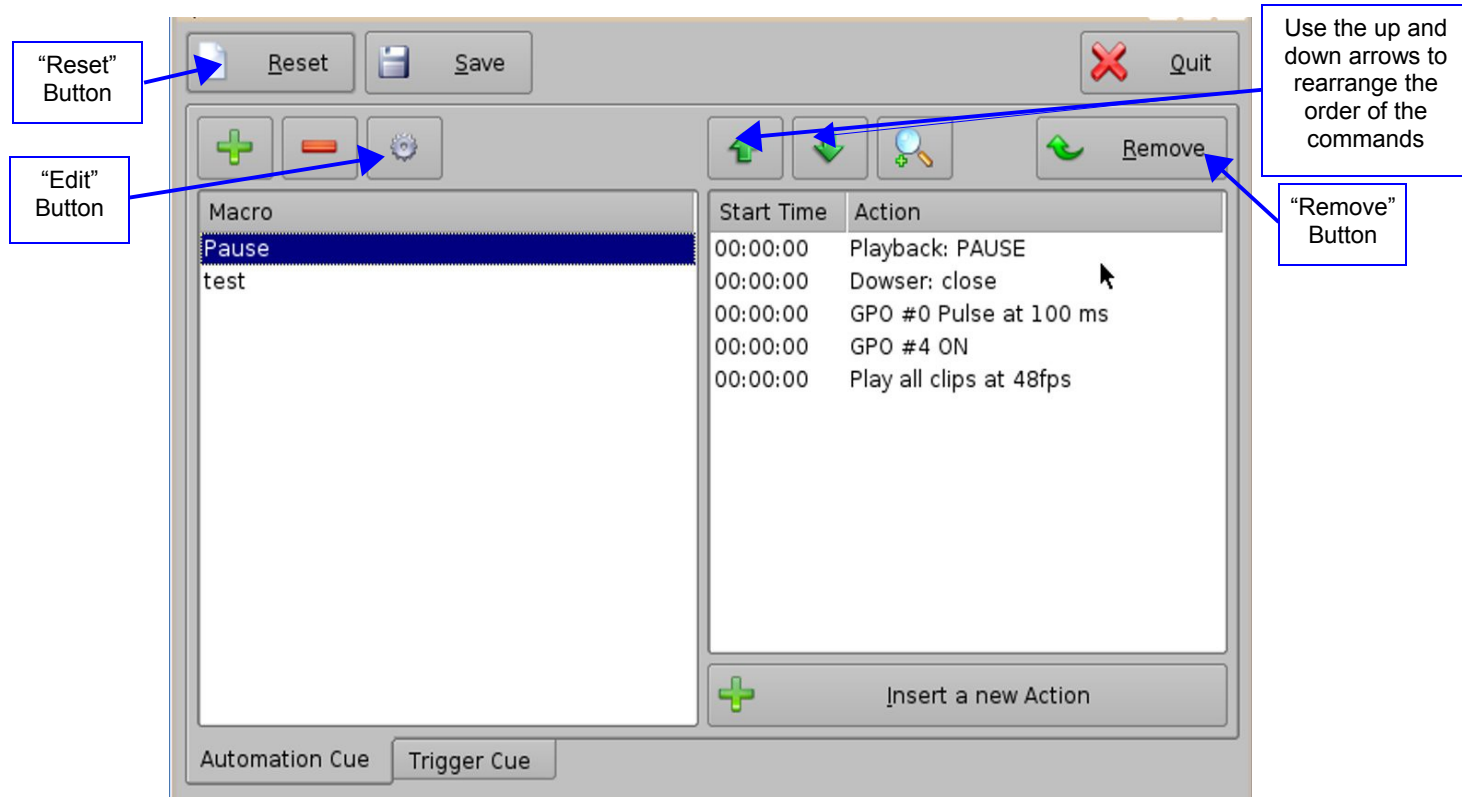 “Reset”
Button
“Edit”
Button
Reset
Save
Quit
Use the up and
down arrows to
rearrange the
order of the
commands
Remove
“Remove”
Button
Macro
Pause
test
Start Time Action
00:00:00 Playback: PAUSE
00:00:00 Dowser: close
00:00:00 GPO #0 Pulse at 100 ms
00:00:00 GPO #4 ON
00:00:00 Play all clips at 48fps
Insert a new Action
Automation Cue Trigger Cue